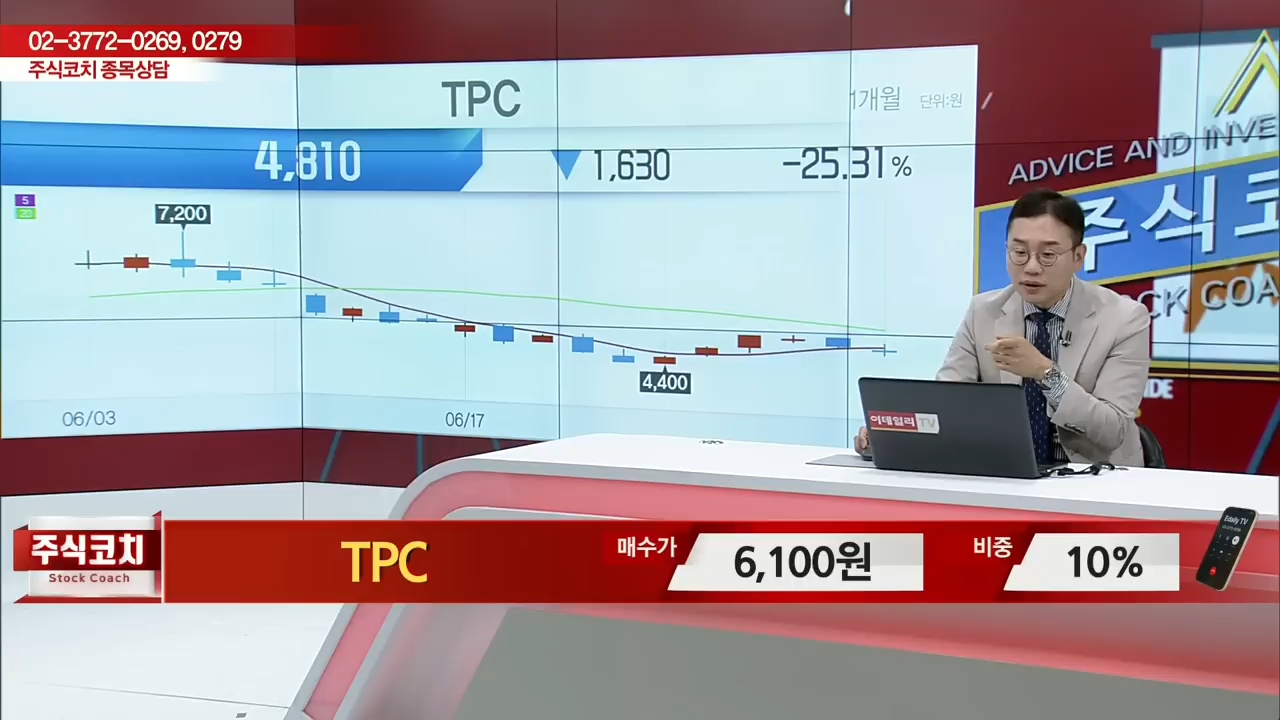 02-3772-0269, 0279
주식코치 종목상담
TPC
1개월 단위:원
4,810 ▼ 1,630 -25.31%
5
20
7,200
4,400
06/03 06/17
ADVICE AND INVE
주식코
CK COA
이데일리 TV
주식코치
Stock Coach
TPC
매수가 6,100원
비중 10%
Edaily TV